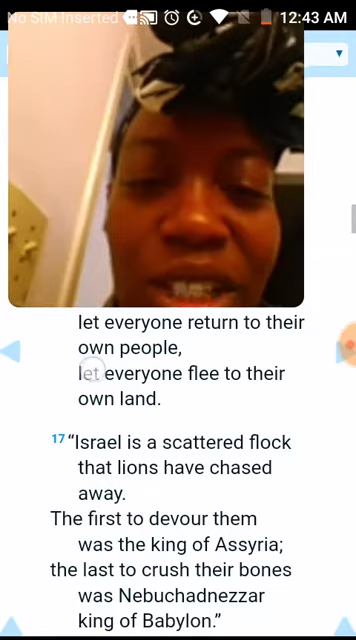 No SIM Inserted 12:43 AM
let everyone return to their
own people,
let everyone flee to their
own land.
17 “Israel is a scattered flock
that lions have chased
away.
The first to devour them
was the king of Assyria;
the last to crush their bones
was Nebuchadnezzar
king of Babylon.”